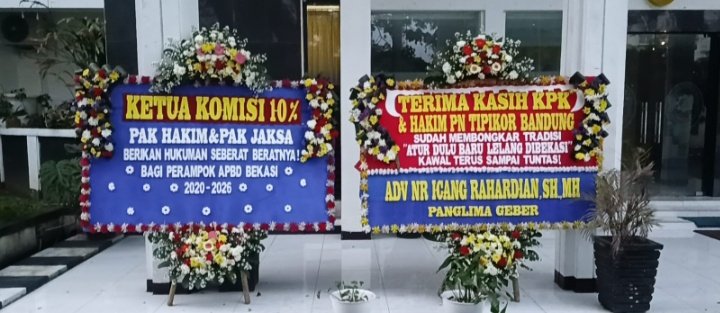 KETUA KOMISI 10%
PAK HAKIM & PAK JAKSA
BERIKAN HUKUMAN SEBERAT BERATNYA!
BAGI PERAMPOK APBD BEKASI
2020-2026
TERIMA KASIH KPK
& HAKIM PN TIPIKOR BANDUNG
SUDAH MEMBONGKAR TRADISI
"ATUR DULU BARU LELANG DIBEKASI"
KAWAL TERUS SAMPAI TUNTAS!
ADV NR ICANG RAHARDIAN, SH, MH
PANGLIMA GEBER